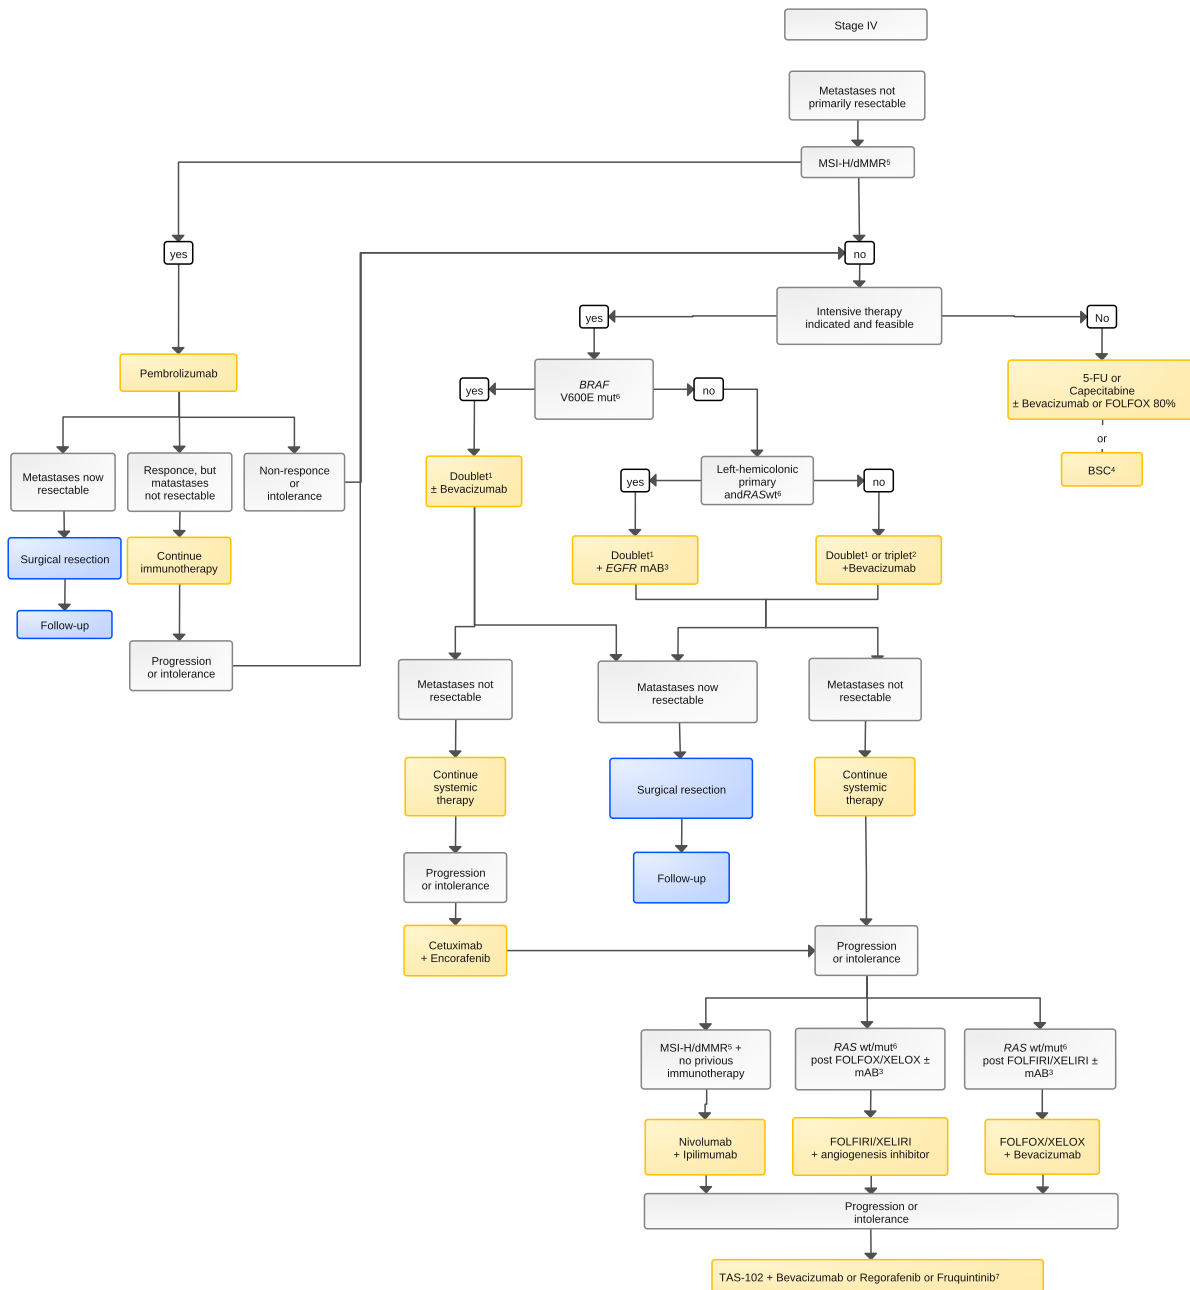 Stage IV
Metastases not
primarily resectable
MSI-H/dMMR⁵
yes
no
Intensive therapy
indicated and feasible
yes
No
Pembrolizumab
BRAF
V600E mut⁶
yes
no
5-FU or
Capecitabine
± Bevacizumab or FOLFOX 80%
or
BSC⁴
Metastases now
resectable
Responce, but
matastases
not resectable
Non-responce
or
intolerance
Doublet¹
± Bevacizumab
Left-hemicolonic
primary
andRASwt⁶
yes
no
Surgical resection
Continue
immunotherapy
Doublet¹
+ EGFR mAB³
Doublet¹ or triplet²
+Bevacizumab
Follow-up
Progression
or intolerance
Metastases not
resectable
Matastases now
resectable
Metastases not
resectable
Continue
systemic
therapy
Surgical resection
Continue
systemic
therapy
Progression
or intolerance
Follow-up
Cetuximab
+ Encorafenib
Progression
or intolerance
MSI-H/dMMR⁵ +
no privious
immunotherapy
RAS wt/mut⁶
post FOLFOX/XELOX ±
mAB³
RAS wt/mut⁶
post FOLFIRI/XELIRI ±
mAB³
Nivolumab
+ Ipilimumab
FOLFIRI/XELIRI
+ angiogenesis inhibitor
FOLFOX/XELOX
+ Bevacizumab
Progression or
intolerance
TAS-102 + Bevacizumab or Regorafenib or Fruquintinib⁷